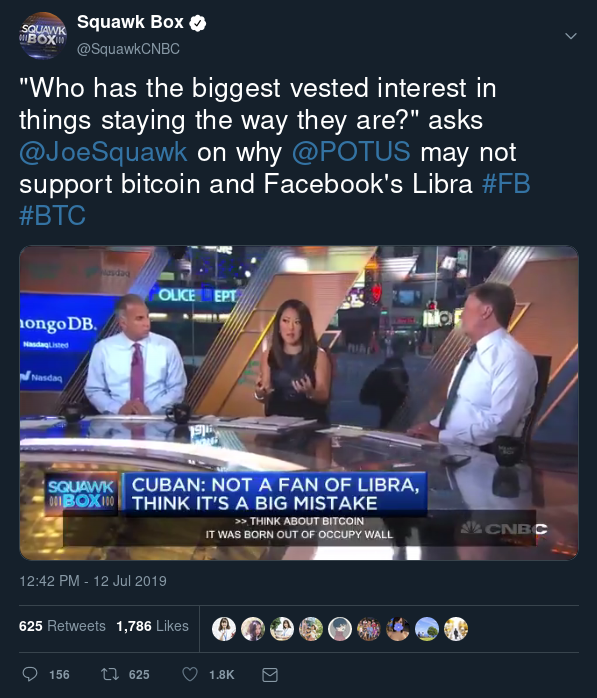 Squawk Box
@SquawkCNBC
"Who has the biggest vested interest in
things staying the way they are?" asks
@JoeSquawk on why @POTUS may not
support bitcoin and Facebook's Libra #FB
#BTC
Nasdaq
OLICE EPT
ongoDB.
Nasdaq Listed
Nasdaq
SQUAWK
BOX
CUBAN: NOT A FAN OF LIBRA,
THINK IT'S A BIG MISTAKE
>> THINK ABOUT BITCOIN
IT WAS BORN OUT OF OCCUPY WALL
CNBC
12:42 PM - 12 Jul 2019
625 Retweets 1,786 Likes
156 625 1.8K